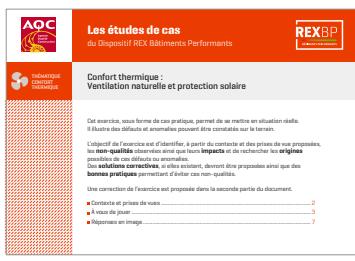 AQC
Les études de cas
du Dispositif REX Bâtiments Performants
REXBP
THÉMATIQUE
CONFORT
THERMIQUE
Confort thermique :
Ventilation naturelle et protection solaire
Cet exercice, sous forme de cas pratique, permet de se mettre en situation réelle.
Il illustre des défauts et anomalies pouvant être constatés sur le terrain.
L'objectif de l'exercice est d'identifier, à partir du contexte et des prises de vue proposées,
les non-qualités observées ainsi que leurs impacts et de rechercher les origines
possibles de ces défauts ou anomalies.
Des solutions correctives, si elles existent, devront être proposées ainsi que des
bonnes pratiques permettant d'éviter ces non-qualités.
Une correction de l'exercice est proposée dans la seconde partie du document.
Contexte et prises de vues 2
À vous de jouer 3
Réponses en image 7